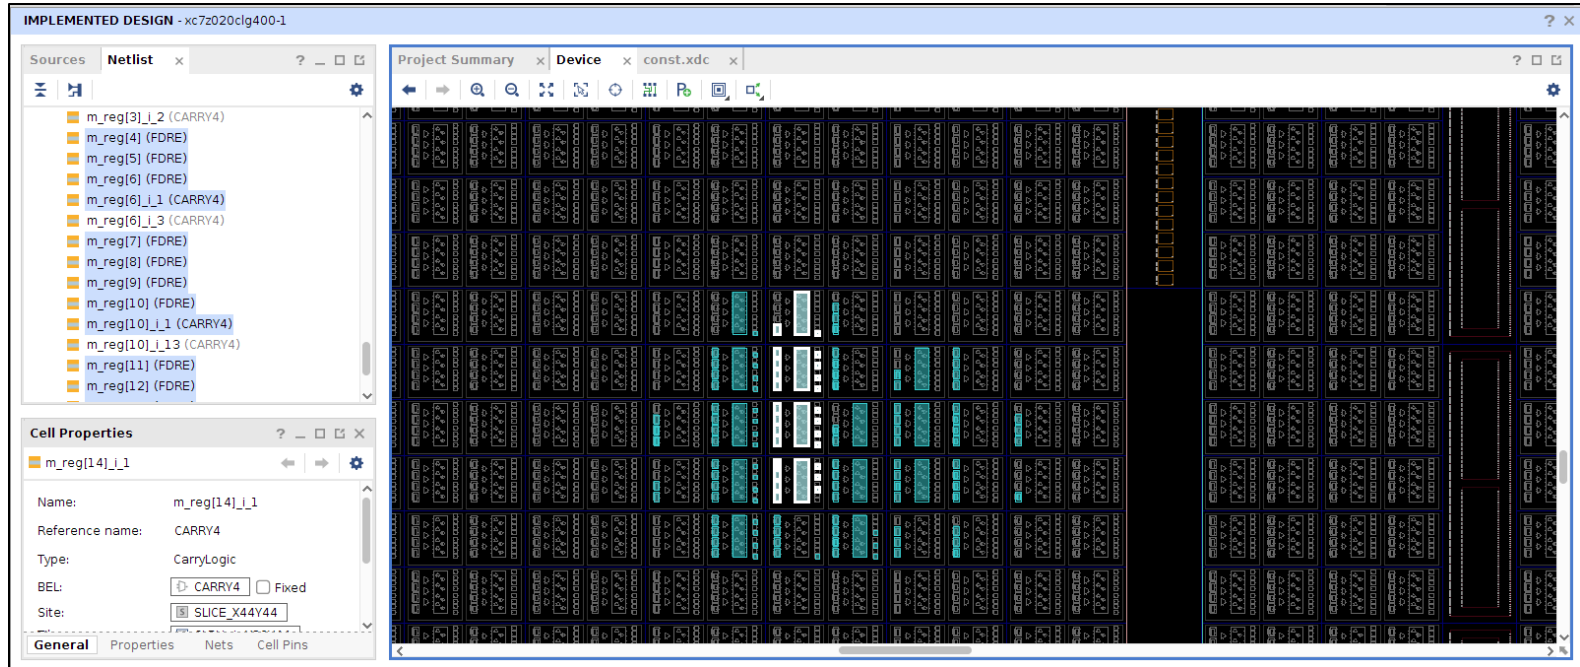 IMPLEMENTED DESIGN - xc7z020clg400-1
Sources Netlist
m_reg[3]_i_2 (CARRY4)
m_reg[4] (FDRE)
m_reg[5] (FDRE)
m_reg[6] (FDRE)
m_reg[6]_i_1 (CARRY4)
m_reg[6]_i_3 (CARRY4)
m_reg[7] (FDRE)
m_reg[8] (FDRE)
m_reg[9] (FDRE)
m_reg[10] (FDRE)
m_reg[10]_i_1 (CARRY4)
m_reg[10]_i_13 (CARRY4)
m_reg[11] (FDRE)
m_reg[12] (FDRE)
Cell Properties
m_reg[14]_i_1
Name: m_reg[14]_i_1
Reference name: CARRY4
Type: CarryLogic
BEL: CARRY4 Fixed
Site: SLICE_X44Y44
General Properties Nets Cell Pins
Project Summary Device const.xdc